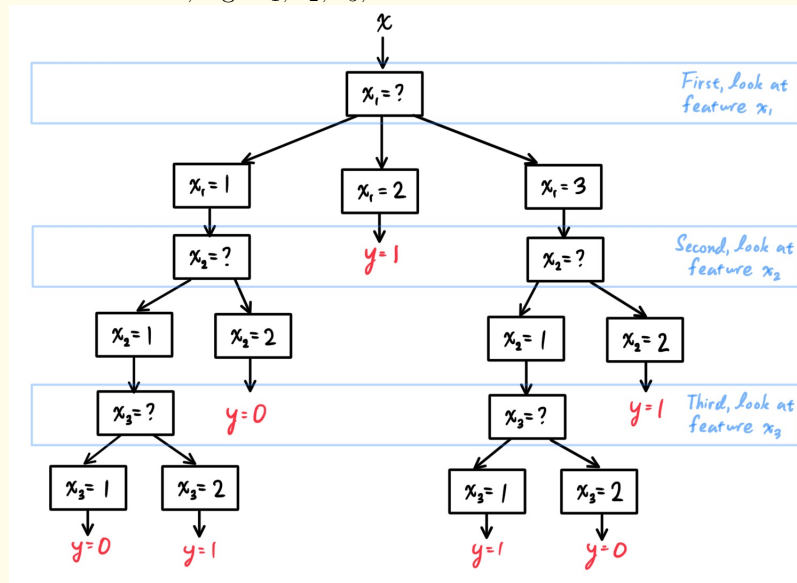 x
x₁ = ?
First, look at
feature x₁
x₁ = 1
x₁ = 2
x₁ = 3
x₂ = ?
y=1
x₂ = ?
Second, look at
feature x₂
x₂ = 1
x₂ = 2
x₂ = 1
x₂ = 2
x₃ = ?
y=0
x₃ = ?
y=1
Third, look at
feature x₃
x₃ = 1
x₃ = 2
x₃ = 1
x₃ = 2
y=0
y=1
y=1
y=0